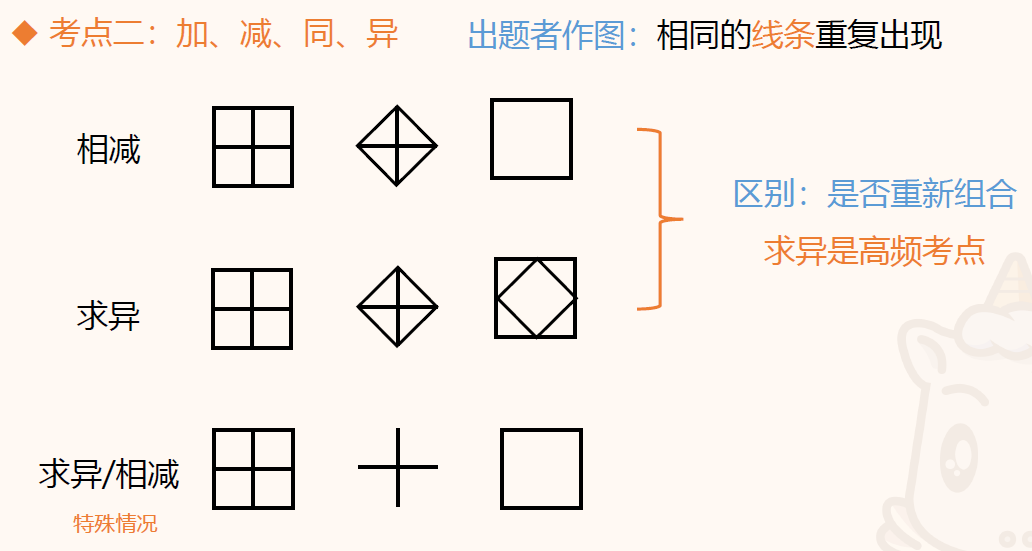 考点二：加、减、同、异
出题者作图：相同的线条重复出现
相减
区别：是否重新组合
求异是高频考点
求异
求异/相减
特殊情况